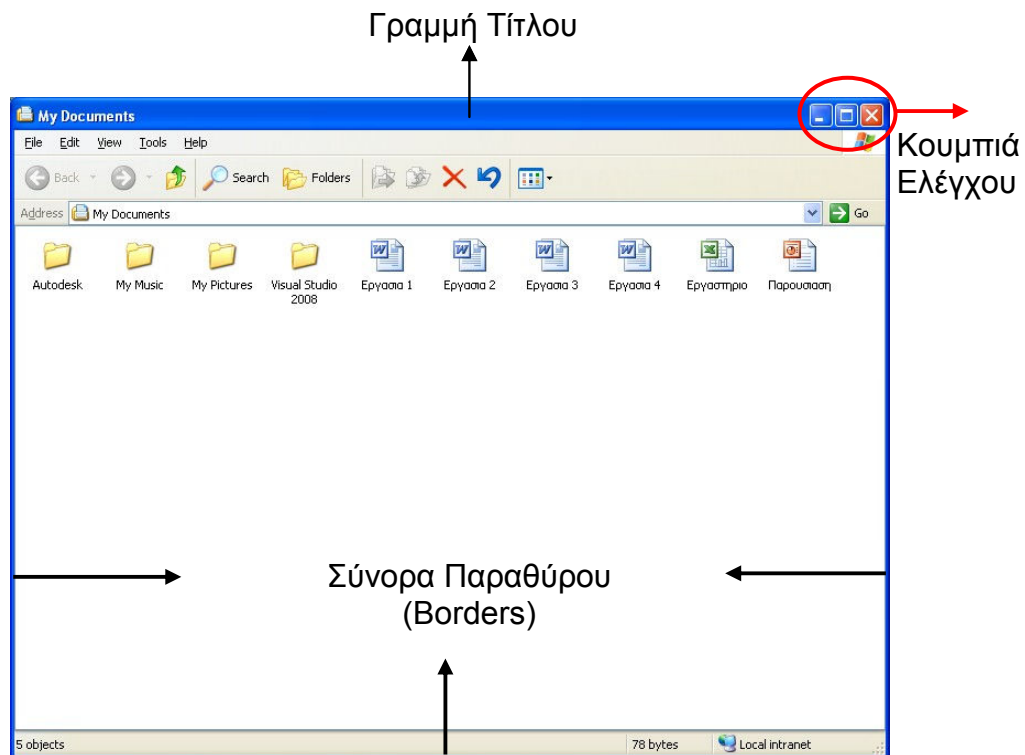 Γραμμή Τίτλου
My Documents
File Edit View Tools Help
Κουμπιά
Ελέγχου
Back Search Folders
Address My Documents Go
Autodesk My Music My Pictures Visual Studio 2008 Εργασια 1 Εργασια 2 Εργασια 3 Εργασια 4 Εργαστηριο Παρουσιαση
Σύνορα Παραθύρου
(Borders)
5 objects 78 bytes Local intranet